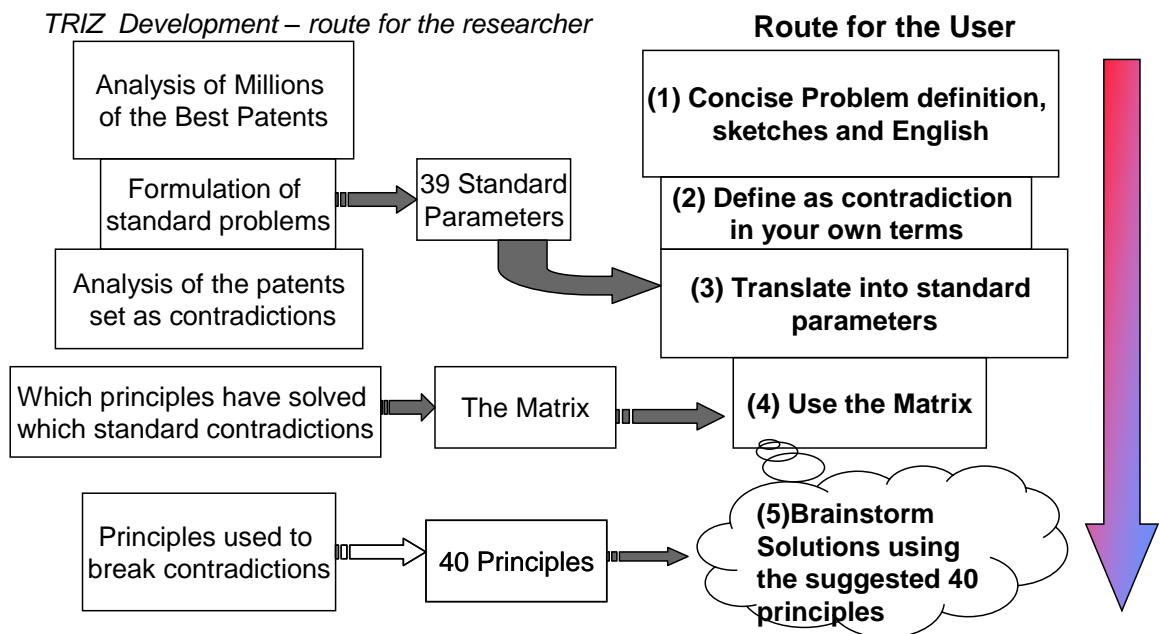 TRIZ Development – route for the researcher
Route for the User
Analysis of Millions
of the Best Patents
(1) Concise Problem definition,
sketches and English
Formulation of
standard problems
39 Standard
Parameters
(2) Define as contradiction
in your own terms
Analysis of the patents
set as contradictions
(3) Translate into standard
parameters
Which principles have solved
which standard contradictions
The Matrix
(4) Use the Matrix
Principles used to
break contradictions
40 Principles
(5)Brainstorm
Solutions using
the suggested 40
principles